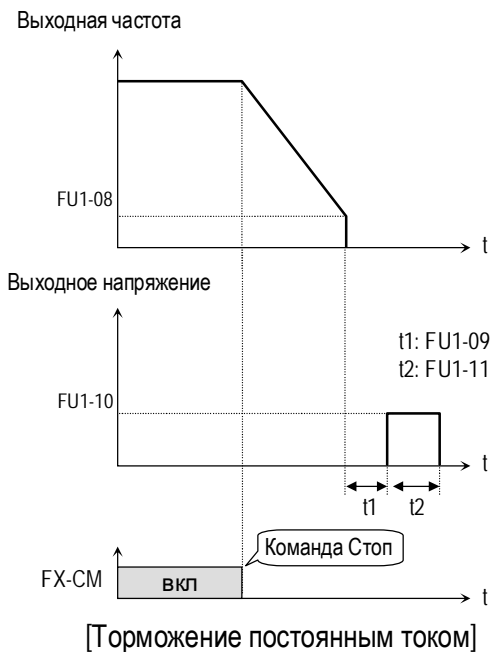 Выходная частота
FU1-08
t
Выходное напряжение
t1: FU1-09
t2: FU1-11
FU1-10
t
t1
t2
Команда Стоп
FX-CM
вкл
t
[Торможение постоянным током]